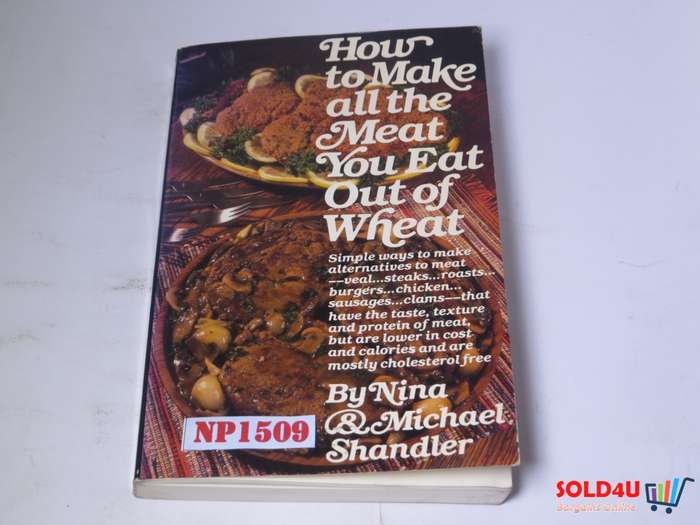 How
to Make
all the
Meat
You Eat
Out of
Wheat
Simple ways to make
alternatives to meat
--veal...steaks...roasts...
burgers...chicken...
sausages...clams--that
have the taste, texture
and protein of meat,
but are lower in cost
and calories and are
mostly cholesterol free
By Nina
& Michael
Shandler
NP1509
SOLD4U
Bargains Online